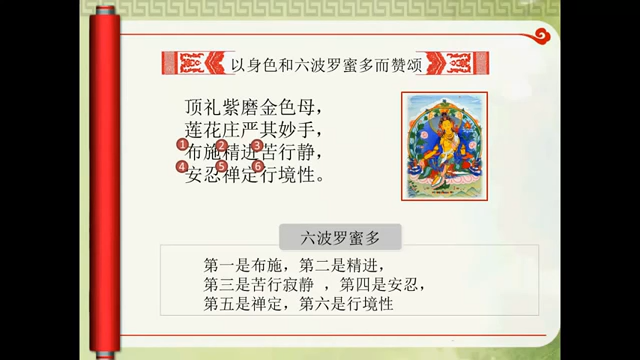 以身色和六波罗蜜多而赞颂
顶礼紫磨金色母，
莲花庄严其妙手，
①②③
布施精进苦行静，
④⑤⑥
安忍禅定行境性。
六波罗蜜多
第一是布施，第二是精进，
第三是苦行寂静 ，第四是安忍，
第五是禅定，第六是行境性